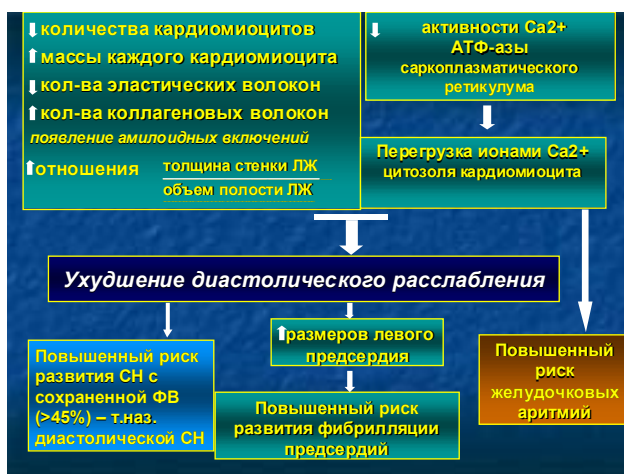 ⬇количества кардиомиоцитов
⬆массы каждого кардиомиоцита
⬇кол-ва эластических волокон
⬆кол-ва коллагеновых волокон
появление амилоидных включений
⬆отношения толщина стенки ЛЖ
объем полости ЛЖ
⬇ активности Ca2+
АТФ-азы
саркоплазматического
ретикулума
Перегрузка ионами Ca2+
цитозоля кардиомиоцита
Ухудшение диастолического расслабления
Повышенный риск
развития СН с
сохраненной ФВ
(>45%) – т.наз.
диастолической СН
⬆размеров левого
предсердия
Повышенный риск
развития фибрилляции
предсердий
Повышенный
риск
желудочковых
аритмий